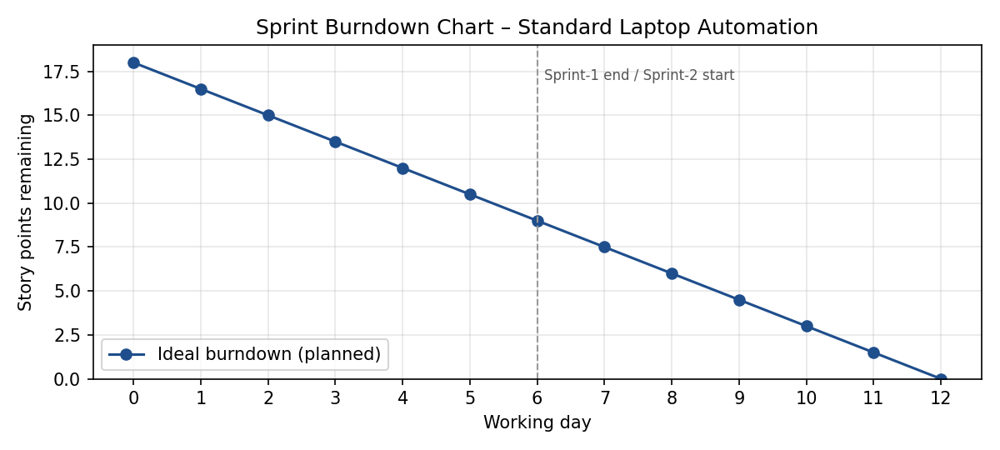 Sprint Burndown Chart – Standard Laptop Automation
Story points remaining
17.5
15.0
12.5
10.0
7.5
5.0
2.5
0.0
Sprint-1 end / Sprint-2 start
Ideal burndown (planned)
0 1 2 3 4 5 6 7 8 9 10 11 12
Working day